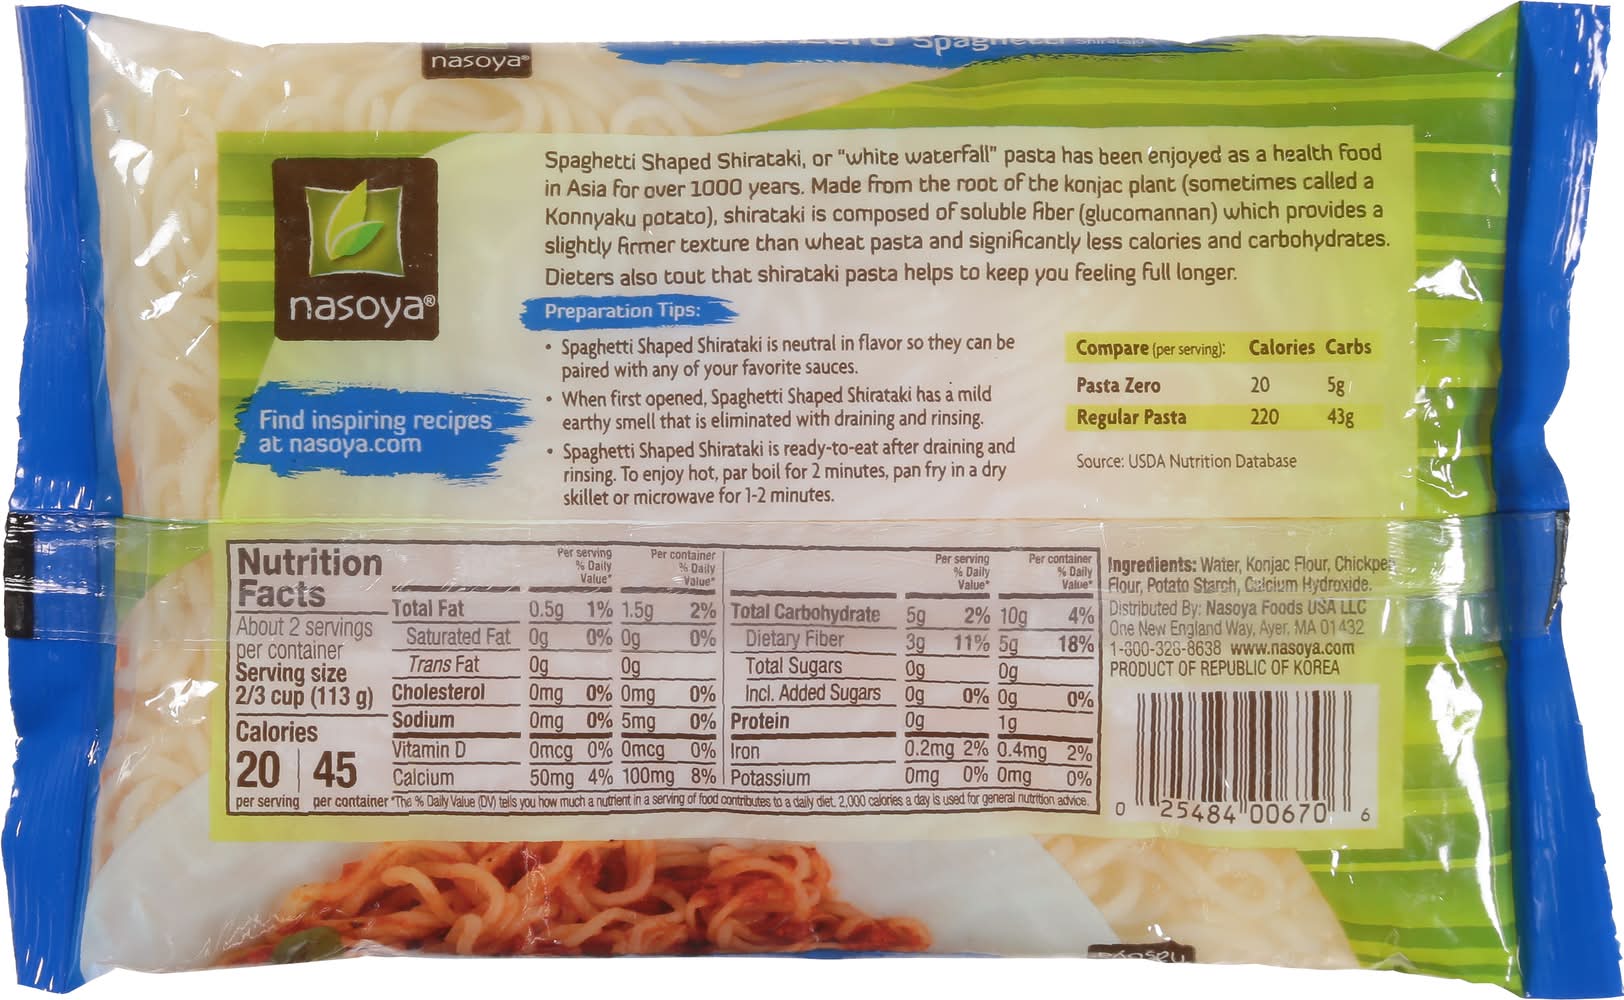 nasoya®
Spaghetti
Spaghetti Shaped Shirataki, or "white waterfall" pasta has been enjoyed as a health food
in Asia for over 1000 years. Made from the root of the konjac plant (sometimes called a
Konnyaku potato), shirataki is composed of soluble fiber (glucomannan) which provides a
slightly firmer texture than wheat pasta and significantly less calories and carbohydrates.
Dieters also tout that shirataki pasta helps to keep you feeling full longer.
nasoya®
Find inspiring recipes
at nasoya.com
Preparation Tips:
• Spaghetti Shaped Shirataki is neutral in flavor so they can be
paired with any of your favorite sauces.
• When first opened, Spaghetti Shaped Shirataki has a mild
earthy smell that is eliminated with draining and rinsing.
• Spaghetti Shaped Shirataki is ready-to-eat after draining and
rinsing. To enjoy hot, par boil for 2 minutes, pan fry in a dry
skillet or microwave for 1-2 minutes.
Compare (per serving): Calories Carbs
Pasta Zero 20 5g
Regular Pasta 220 43g
Source: USDA Nutrition Database
Nutrition
Facts
About 2 servings
per container
Serving size
2/3 cup (113 g)
Calories
20 45
per serving per container
Per serving Per container
% Daily % Daily
Value* Value*
Total Fat 0.5g 1% 1.5g 2%
Saturated Fat 0g 0% 0g 0%
Trans Fat 0g 0g
Cholesterol 0mg 0% 0mg 0%
Sodium 0mg 0% 5mg 0%
Vitamin D 0mcg 0% 0mcg 0%
Calcium 50mg 4% 100mg 8%
Per serving Per container
% Daily % Daily
Value* Value*
Total Carbohydrate 5g 2% 10g 4%
Dietary Fiber 3g 11% 5g 18%
Total Sugars 0g 0g
Incl. Added Sugars 0g 0% 0g 0%
Protein 0g 1g
Iron 0.2mg 2% 0.4mg 2%
Potassium 0mg 0% 0mg 0%
*The % Daily Value (DV) tells you how much a nutrient in a serving of food contributes to a daily diet. 2,000 calories a day is used for general nutrition advice.
Ingredients: Water, Konjac Flour, Chickpea
Flour, Potato Starch, Calcium Hydroxide.
Distributed By: Nasoya Foods USA LLC
One New England Way, Ayer, MA 01432
1-800-328-8638 www.nasoya.com
PRODUCT OF REPUBLIC OF KOREA
0 25484 00670 6
nasoya